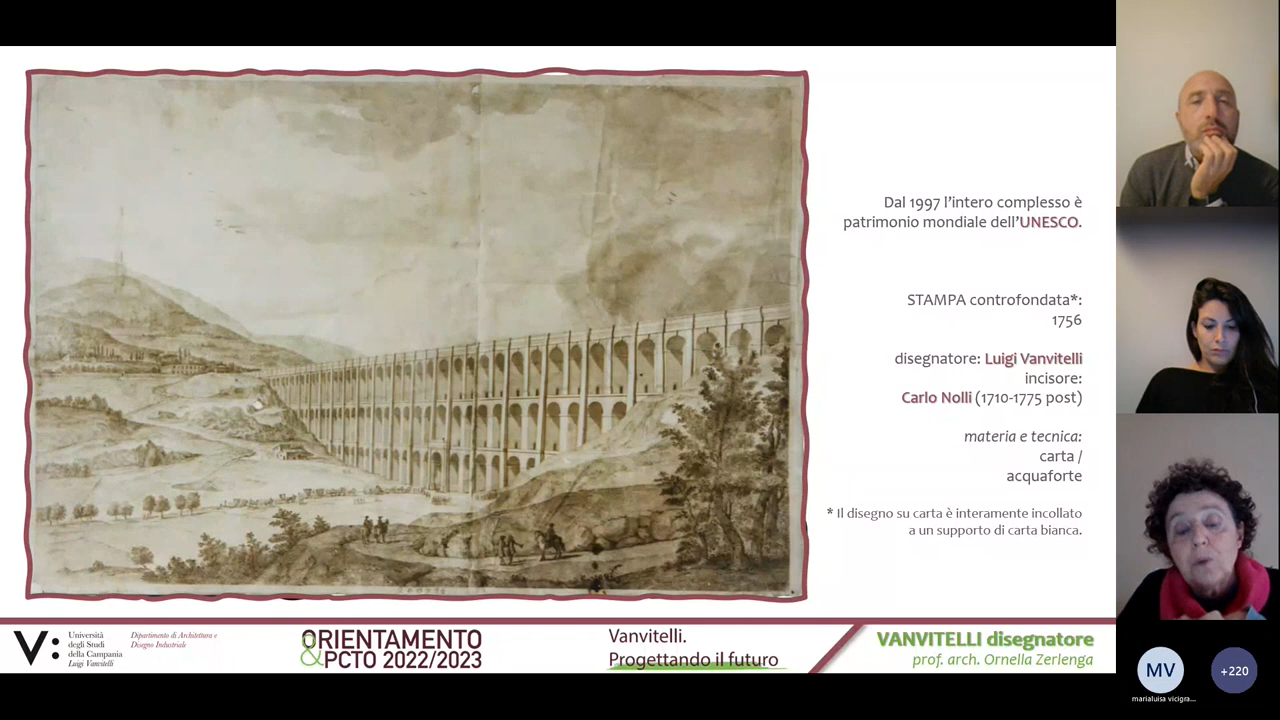 Dal 1997 l’intero complesso è
patrimonio mondiale dell’UNESCO.
STAMPA controfondata*:
1756
disegnatore: Luigi Vanvitelli
incisore:
Carlo Nolli (1710-1775 post)
materia e tecnica:
carta /
acquaforte
* Il disegno su carta è interamente incollato
a un supporto di carta bianca.
V:
Università
degli Studi
della Campania
Luigi Vanvitelli
Dipartimento di Architettura e
Disegno Industriale
ORIENTAMENTO
&PCTO 2022/2023
Vanvitelli.
Progettando il futuro
VANVITELLI disegnatore
prof. arch. Ornella Zerlenga
MV
+220
marialuisa vicigra...